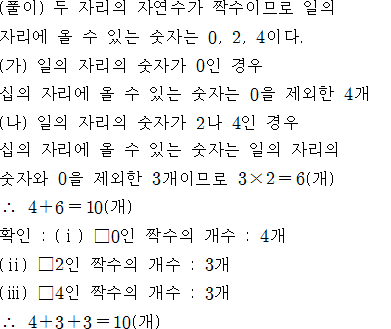 (풀이) 두 자리의 자연수가 짝수이므로 일의
자리에 올 수 있는 숫자는 0, 2, 4이다.
(가) 일의 자리의 숫자가 0인 경우
십의 자리에 올 수 있는 숫자는 0을 제외한 4개
(나) 일의 자리의 숫자가 2나 4인 경우
십의 자리에 올 수 있는 숫자는 일의 자리의
숫자와 0을 제외한 3개이므로 3×2=6(개)
∴ 4+6=10(개)
확인 : (ⅰ) □0인 짝수의 개수 : 4개
(ⅱ) □2인 짝수의 개수 : 3개
(ⅲ) □4인 짝수의 개수 : 3개
∴ 4+3+3=10(개)